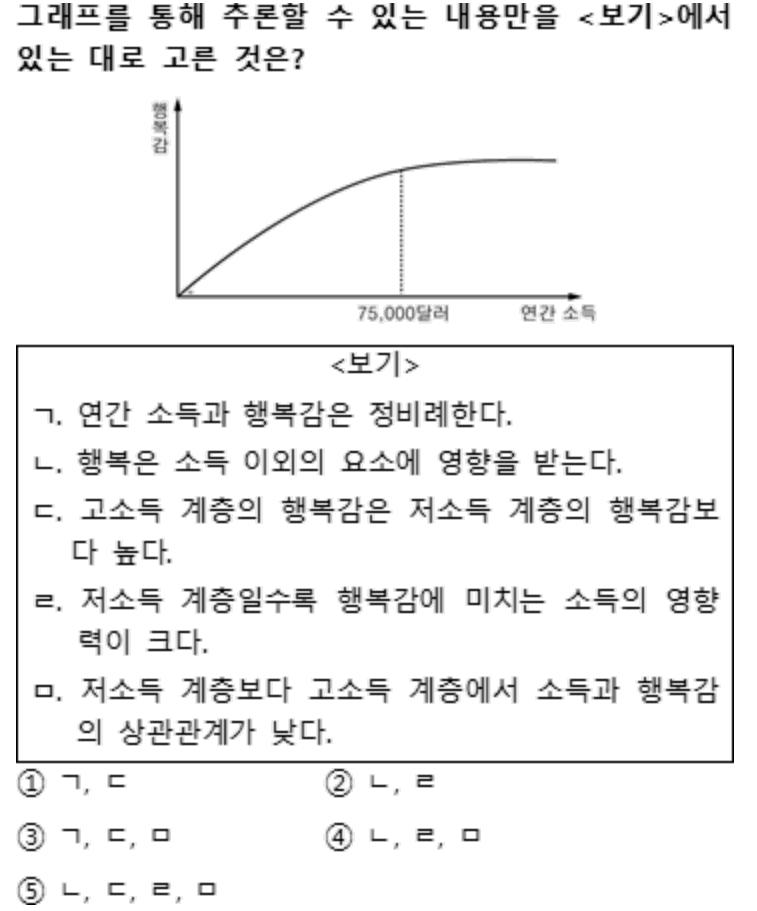 그래프를 통해 추론할 수 있는 내용만을 <보기>에서
있는 대로 고른 것은?
행복감
75,000달러
연간 소득
<보기>
ㄱ. 연간 소득과 행복감은 정비례한다.
ㄴ. 행복은 소득 이외의 요소에 영향을 받는다.
ㄷ. 고소득 계층의 행복감은 저소득 계층의 행복감보
다 높다.
ㄹ. 저소득 계층일수록 행복감에 미치는 소득의 영향
력이 크다.
ㅁ. 저소득 계층보다 고소득 계층에서 소득과 행복감
의 상관관계가 낮다.
① ㄱ, ㄷ ② ㄴ, ㄹ
③ ㄱ, ㄷ, ㅁ ④ ㄴ, ㄹ, ㅁ
⑤ ㄴ, ㄷ, ㄹ, ㅁ